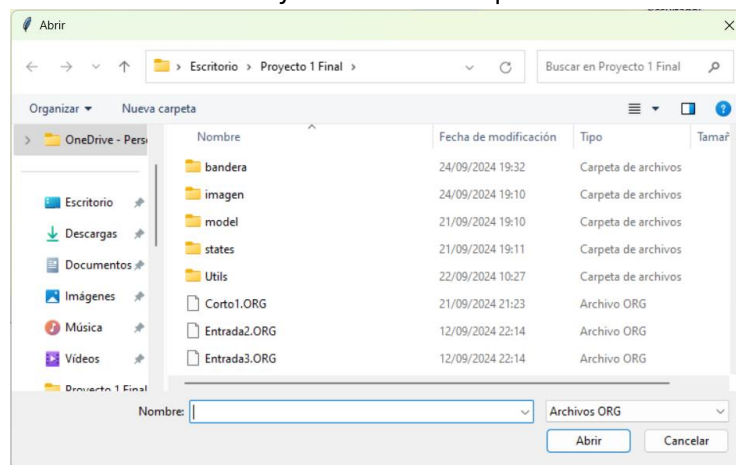 Abrir
Escritorio > Proyecto 1 Final >
Buscar en Proyecto 1 Final
Organizar Nueva carpeta
Nombre Fecha de modificación Tipo Tamañ
OneDrive - Pers
Escritorio
Descargas
Documentos
Imágenes
Música
Vídeos
Proyecto 1 Final
bandera 24/09/2024 19:32 Carpeta de archivos
imagen 24/09/2024 19:10 Carpeta de archivos
model 21/09/2024 19:10 Carpeta de archivos
states 21/09/2024 19:11 Carpeta de archivos
Utils 22/09/2024 10:27 Carpeta de archivos
Corto1.ORG 21/09/2024 21:23 Archivo ORG
Entrada2.ORG 12/09/2024 22:14 Archivo ORG
Entrada3.ORG 12/09/2024 22:14 Archivo ORG
Nombre: Archivos ORG
Abrir Cancelar